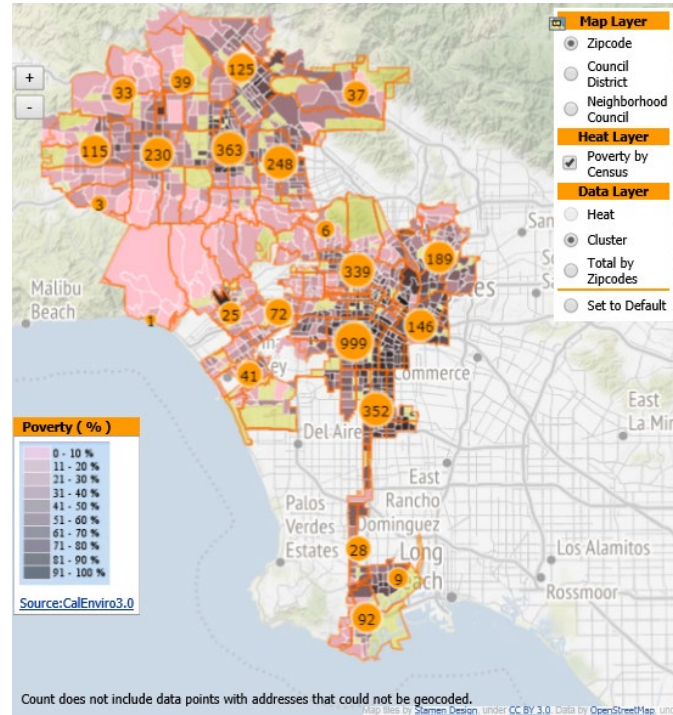 Map Layer
Zipcode
Council
District
Neighborhood
Council
Heat Layer
Poverty by
Census
Data Layer
Heat
Cluster
Total by
Zipcodes
Set to Default
+
-
125
39
33
37
115
230
363
248
3
6
339
189
25
72
1
146
999
41
352
28
9
92
Malibu
Beach
Commerce
Del Aire
East
La Mir
East
Rancho
Dominguez
Palos
Verdes
Estates
Long
each
Los Alamitos
Rossmoor
Poverty ( % )
0 - 10 %
11 - 20 %
21 - 30 %
31 - 40 %
41 - 50 %
51 - 60 %
61 - 70 %
71 - 80 %
81 - 90 %
91 - 100 %
Source:CalEnviro3.0
Count does not include data points with addresses that could not be geocoded.
Map tiles by Stamen Design, under CC BY 3.0. Data by OpenStreetMap, und